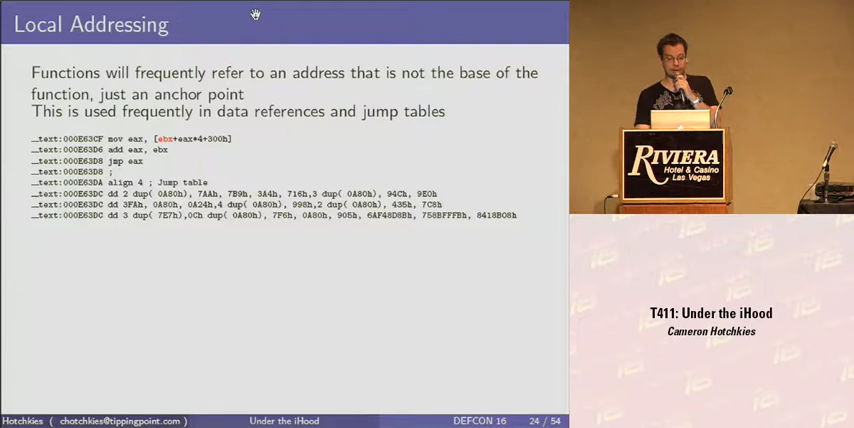 Local Addressing
Functions will frequently refer to an address that is not the base of the
function, just an anchor point
This is used frequently in data references and jump tables
__text:000E63CF mov eax, [ebx+eax*4+300h]
__text:000E63D6 add eax, ebx
__text:000E63D8 jmp eax
__text:000E63D8 ;
__text:000E63DA align 4 ; Jump table
__text:000E63DC dd 2 dup( 0A80h), 7AAh, 7B9h, 3A4h, 716h,3 dup( 0A80h), 94Ch, 9E0h
__text:000E63DC dd 3FAh, 0A80h, 0A24h,4 dup( 0A80h), 998h,2 dup( 0A80h), 435h, 7C8h
__text:000E63DC dd 3 dup( 7E7h),0Ch dup( 0A80h), 7F6h, 0A80h, 905h, 6AF48D8Bh, 758BFFFBh, 8418B08h
Hotchkies ( chotchkies@tippingpoint.com ) Under the iHood DEFCON 16 24 / 54
RIVIERA
Hotel & Casino
Las Vegas
T411: Under the iHood
Cameron Hotchkies